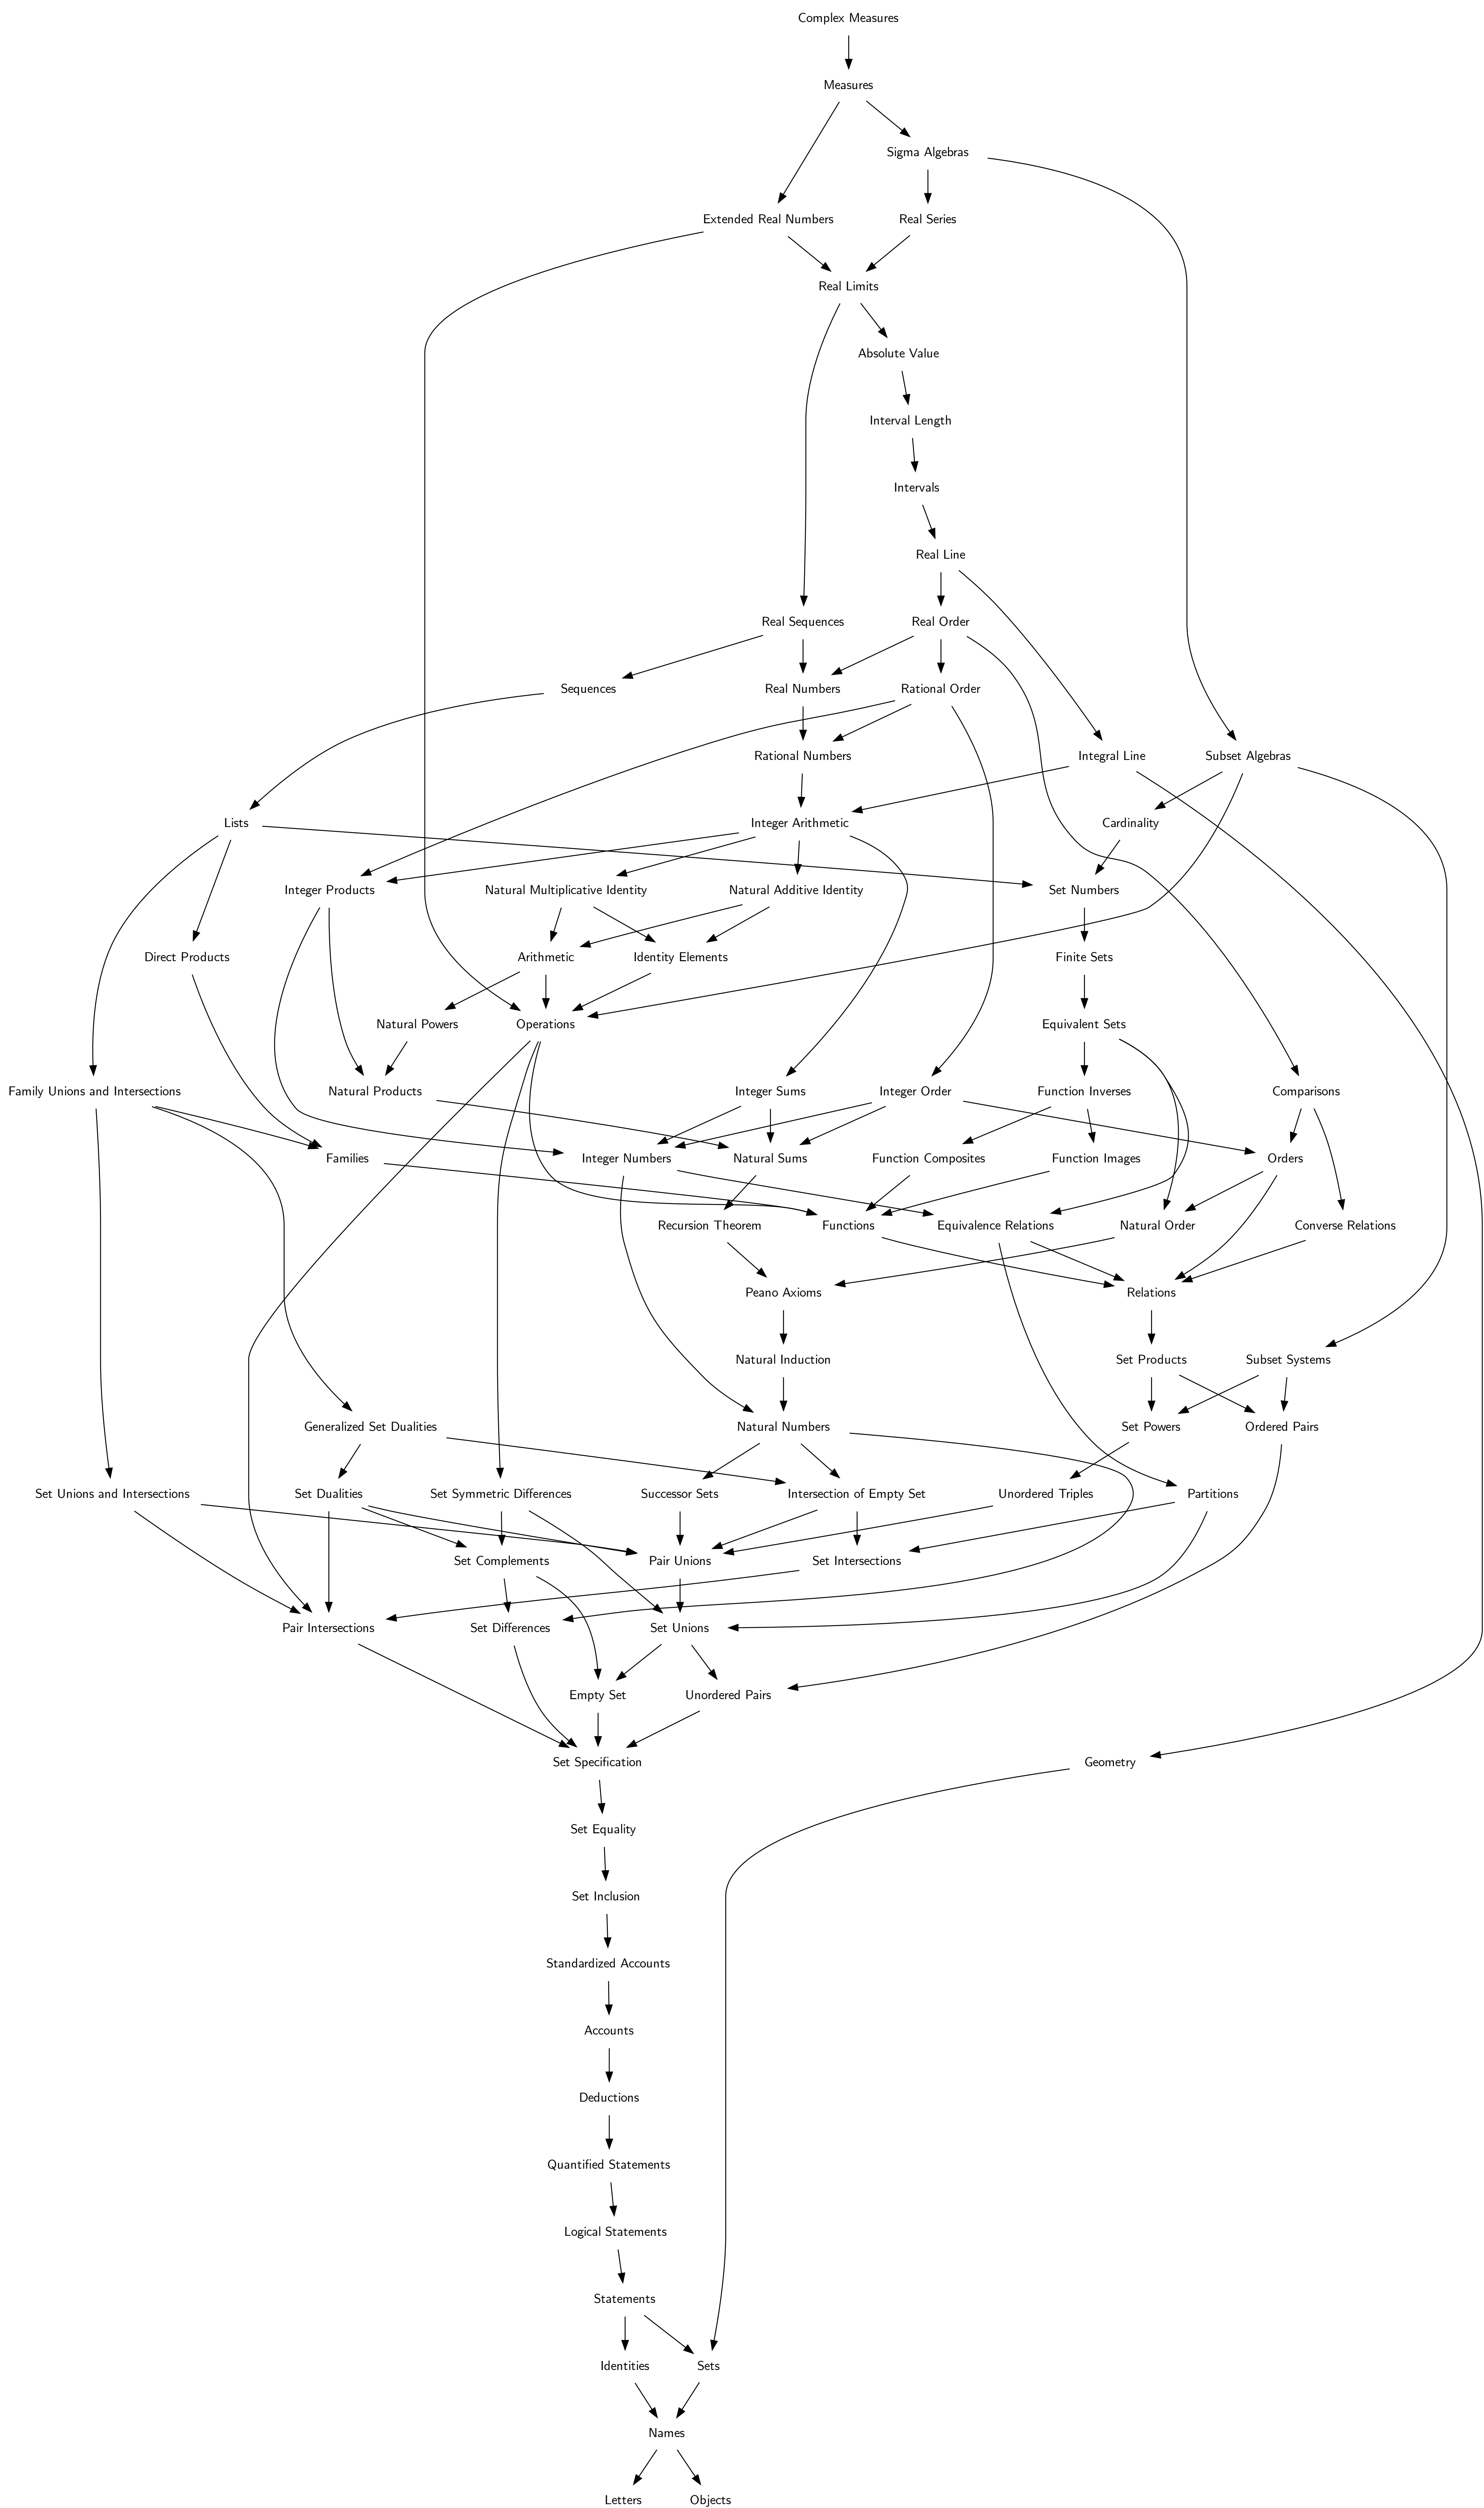 Complex Measures
Measures
Sigma Algebras
Extended Real Numbers
Real Series
Real Limits
Absolute Value
Interval Length
Intervals
Real Line
Real Sequences
Real Order
Sequences
Real Numbers
Rational Order
Rational Numbers
Integral Line
Subset Algebras
Lists
Integer Arithmetic
Cardinality
Integer Products
Natural Multiplicative Identity
Natural Additive Identity
Set Numbers
Direct Products
Arithmetic
Identity Elements
Finite Sets
Natural Powers
Operations
Equivalent Sets
Family Unions and Intersections
Natural Products
Integer Sums
Integer Order
Function Inverses
Comparisons
Families
Integer Numbers
Natural Sums
Function Composites
Function Images
Orders
Recursion Theorem
Functions
Equivalence Relations
Natural Order
Converse Relations
Peano Axioms
Relations
Natural Induction
Set Products
Subset Systems
Generalized Set Dualities
Natural Numbers
Set Powers
Ordered Pairs
Set Unions and Intersections
Set Dualities
Set Symmetric Differences
Successor Sets
Intersection of Empty Set
Unordered Triples
Partitions
Set Complements
Pair Unions
Set Intersections
Pair Intersections
Set Differences
Set Unions
Empty Set
Unordered Pairs
Set Specification
Geometry
Set Equality
Set Inclusion
Standardized Accounts
Accounts
Deductions
Quantified Statements
Logical Statements
Statements
Identities
Sets
Names
Letters
Objects